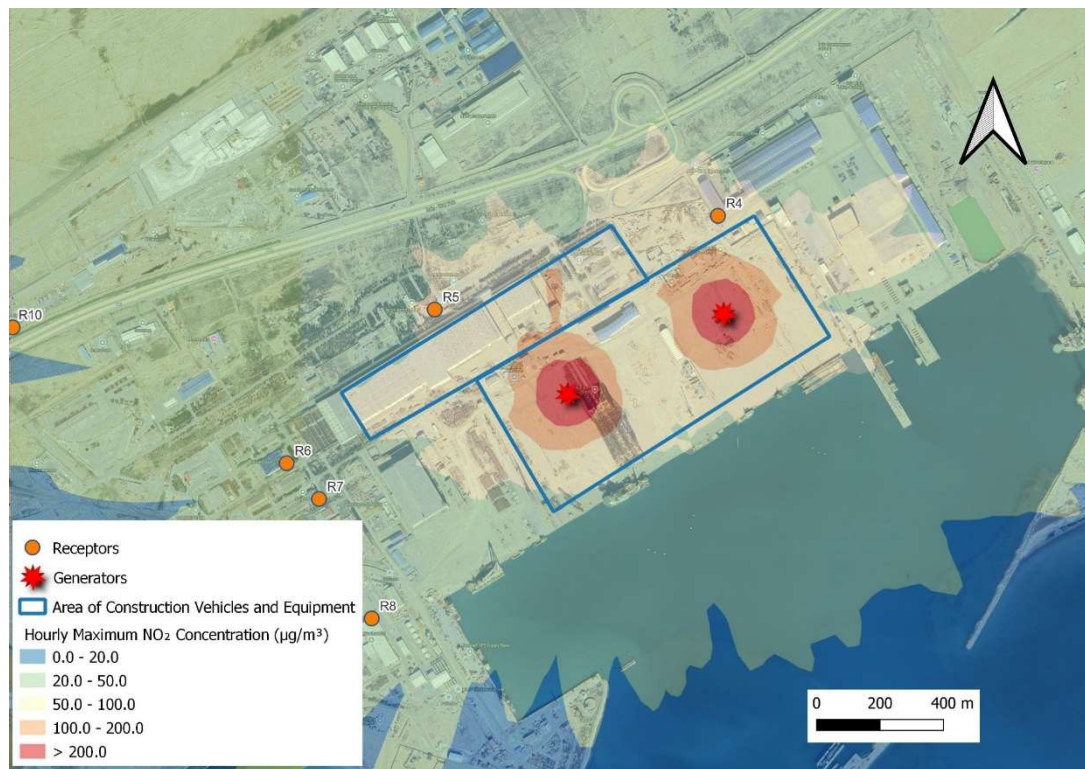 R4
R5
R10
R6
R7
R8
Receptors
Generators
Area of Construction Vehicles and Equipment
Hourly Maximum NO₂ Concentration (µg/m³)
0.0 - 20.0
20.0 - 50.0
50.0 - 100.0
100.0 - 200.0
> 200.0
0 200 400 m